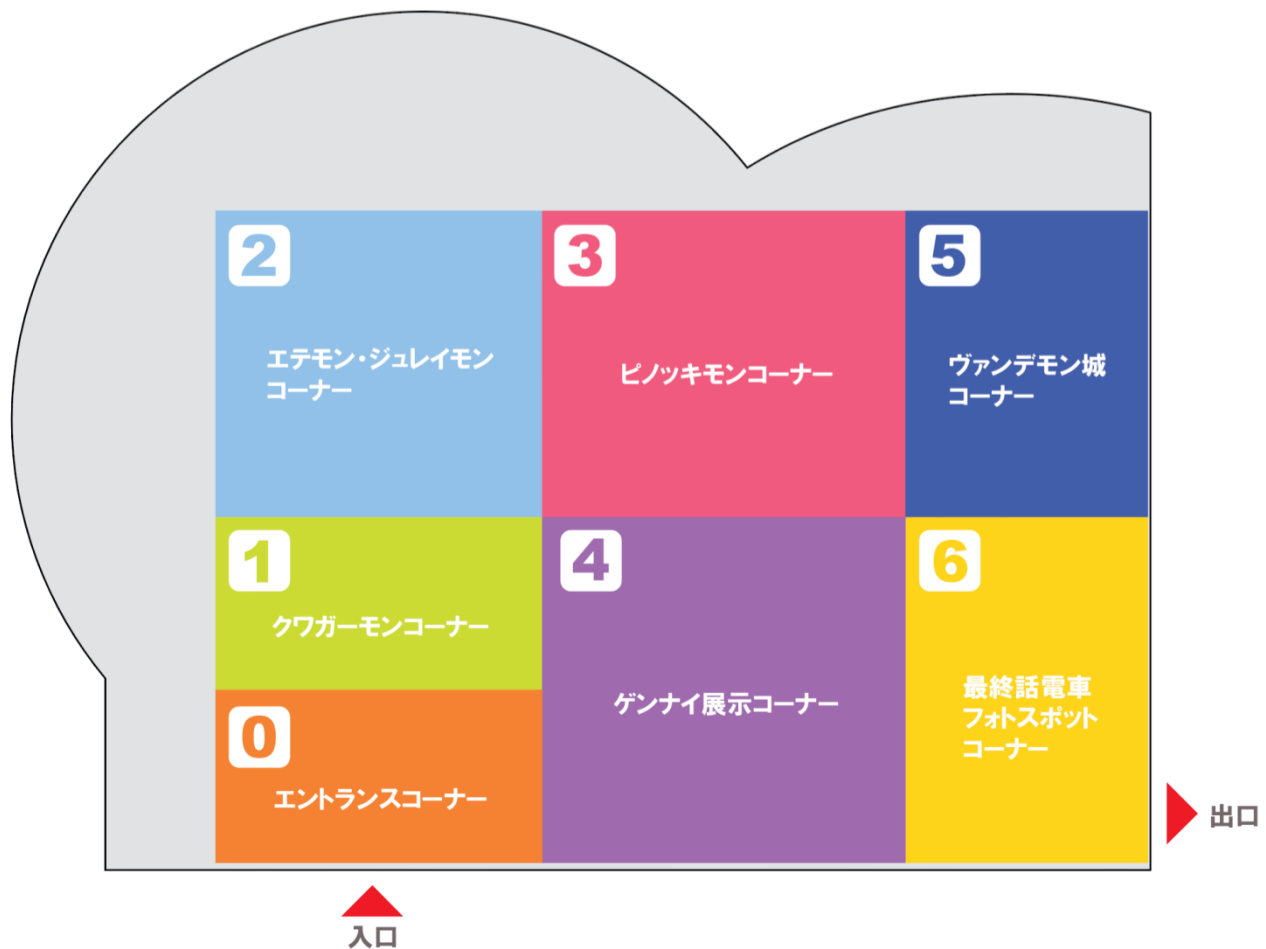 2
エテモン・ジュレイモン
コーナー
3
ピノッキモンコーナー
5
ヴァンデモン城
コーナー
1
クワガーモンコーナー
4
ゲンナイ展示コーナー
6
最終話電車
フォトスポット
コーナー
0
エントランスコーナー
出口
入口